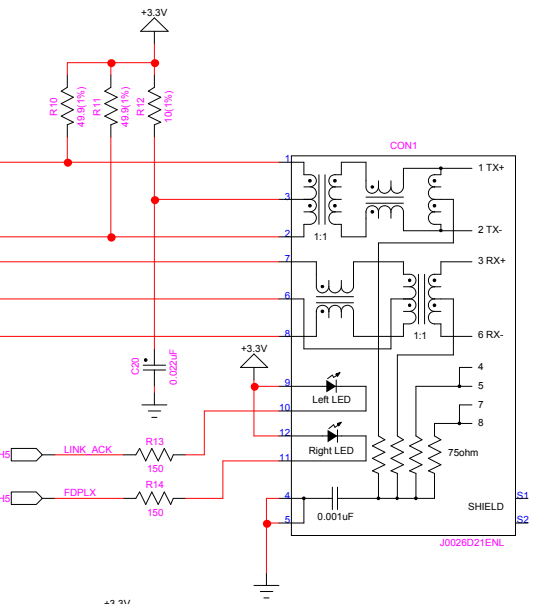 +3.3V
R10
49.9(1%)
R11
49.9(1%)
R12
10(1%)
CON1
1
3
2
7
6
8
1:1
1 TX+
2 TX-
3 RX+
1:1
6 RX-
C20
0.022uF
+3.3V
9
10
Left LED
12
11
Right LED
4
5
7
8
75ohm
H5
LINK_ACK
R13
150
H5
FDPLX
R14
150
4
5
0.001uF
SHIELD
S1
S2
J0026D21ENL
+3.3V